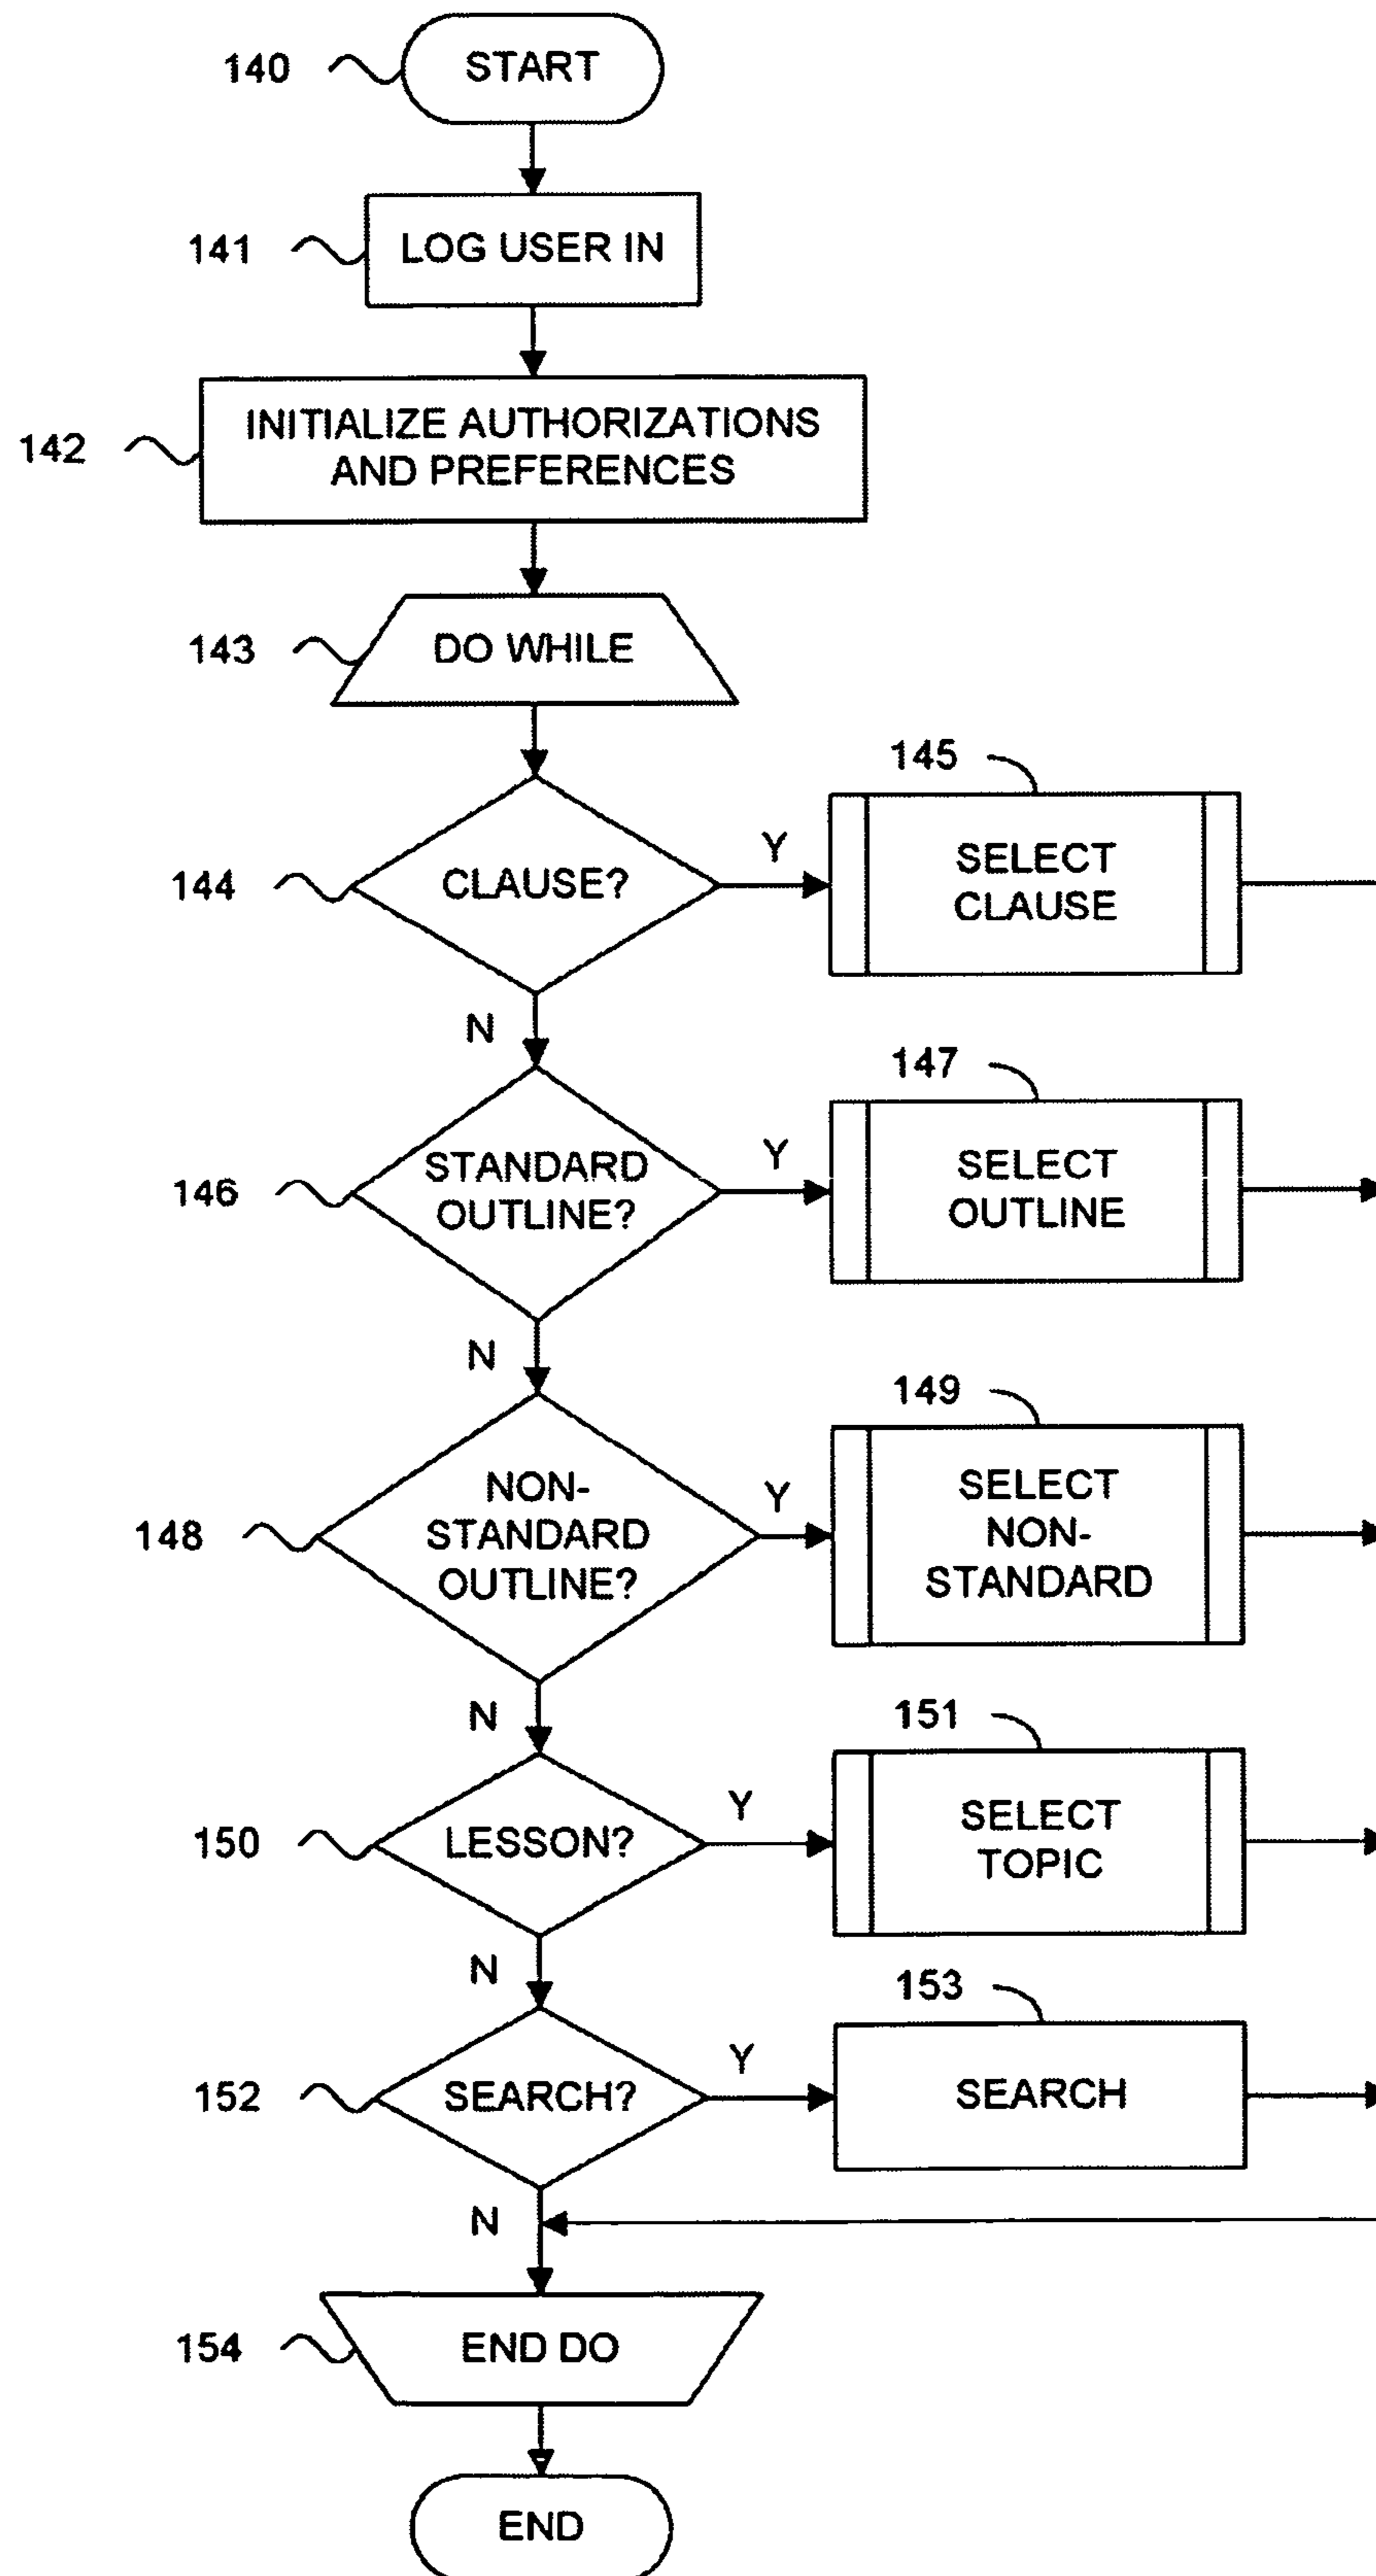 140
START
141
LOG USER IN
142
INITIALIZE AUTHORIZATIONS
AND PREFERENCES
143
DO WHILE
144
CLAUSE?
Y
145
SELECT
CLAUSE
N
146
STANDARD
OUTLINE?
Y
147
SELECT
OUTLINE
N
148
NON-
STANDARD
OUTLINE?
Y
149
SELECT
NON-
STANDARD
N
150
LESSON?
Y
151
SELECT
TOPIC
N
152
SEARCH?
Y
153
SEARCH
N
154
END DO
END